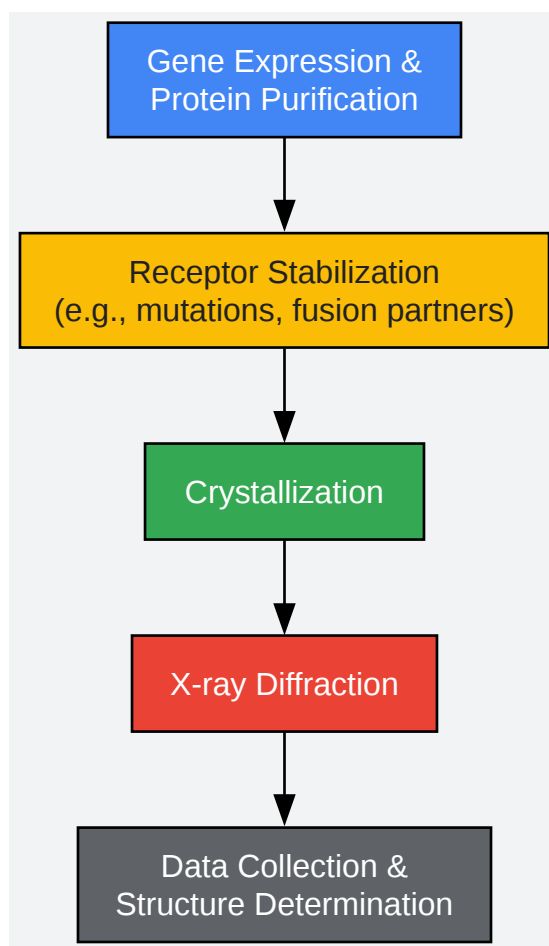 Gene Expression &
Protein Purification
Receptor Stabilization
(e.g., mutations, fusion partners)
Crystallization
X-ray Diffraction
Data Collection &
Structure Determination